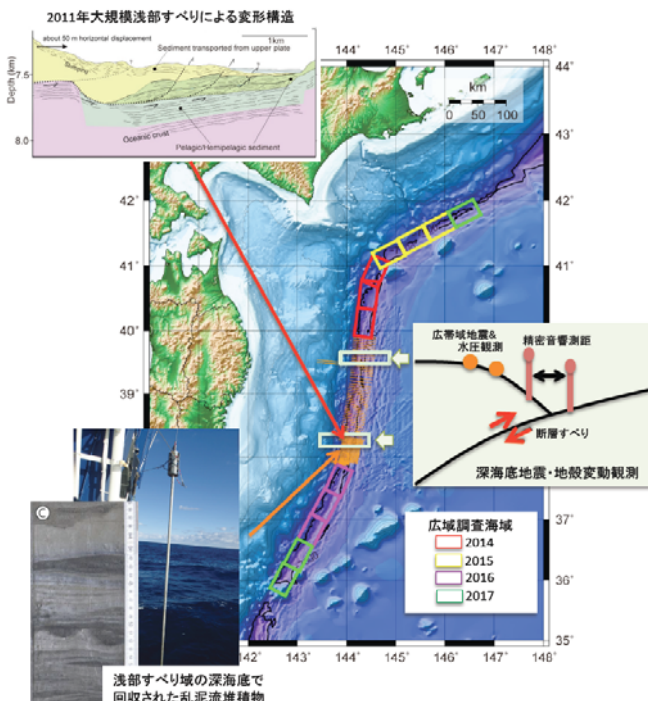 2011年大規模浅部すべりによる変形構造
about 50 m horizontal displacement
Sediment transported from upper plate
1km
Depth (km)
7.5
8.0
Oceanic crust
Pelagic/Hemipelagic sediment
144° 145° 146° 147° 148°
44°
43°
42°
41°
40°
39°
37°
36°
35°
km
0 50 100
42°
41°
40°
39°
広帯域地震&
水圧観測
精密音響測距
断層すべり
深海底地震・地殻変動観測
広域調査海域
2014
2015
2016
2017
142° 143° 144° 145° 146° 147° 148°
C
浅部すべり域の深海底で
回収された乱泥流堆積物